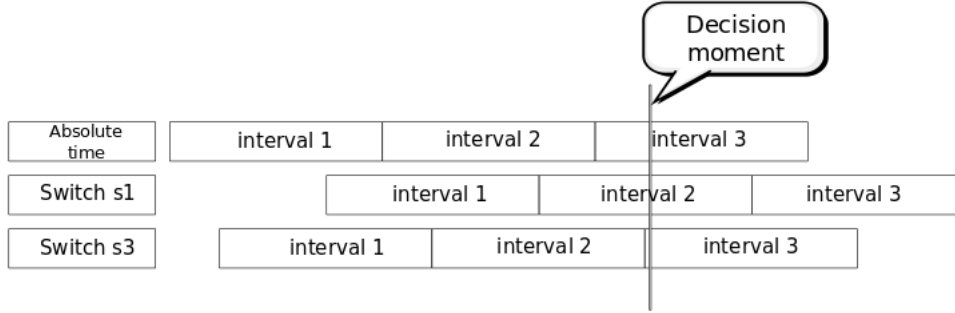 Decision
moment
Absolute
time
interval 1 interval 2 interval 3
Switch s1 interval 1 interval 2 interval 3
Switch s3 interval 1 interval 2 interval 3